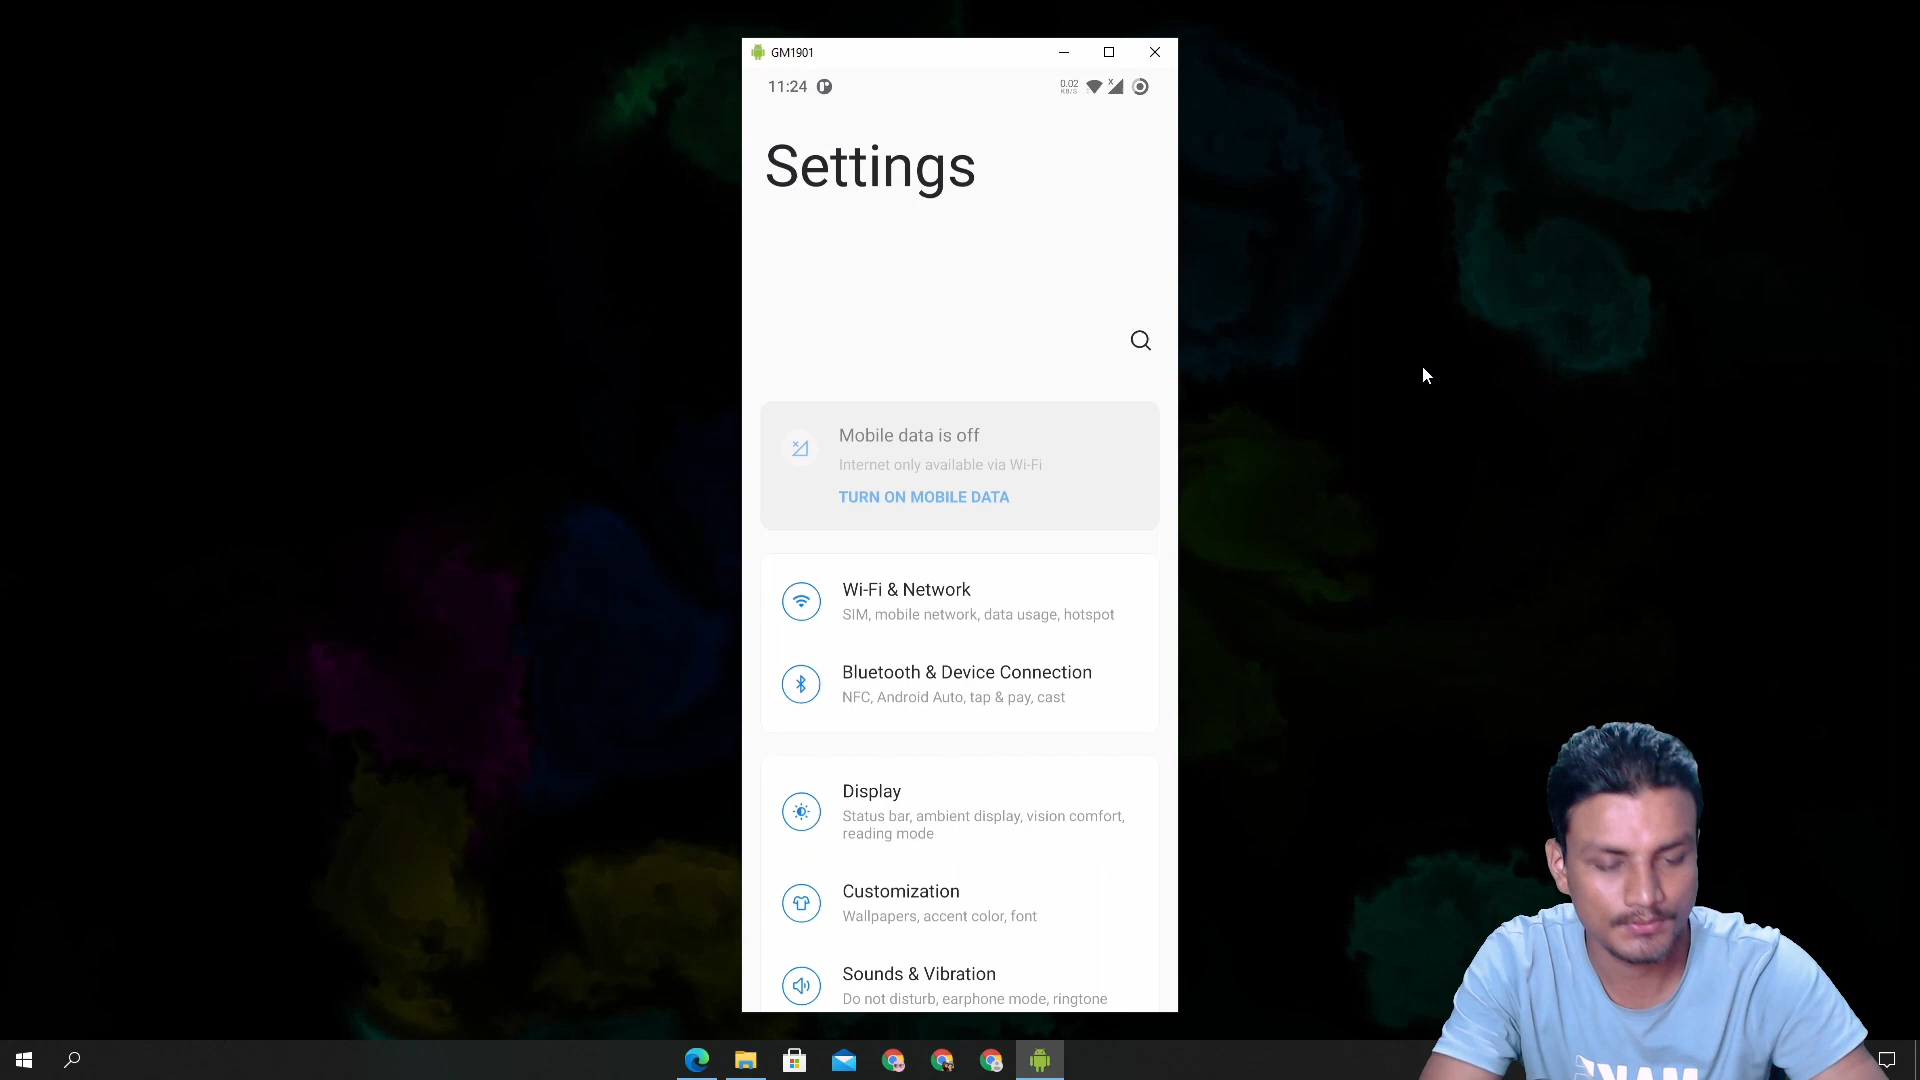 GM1901
11:24
0.02
KB/S
Settings
Mobile data is off
Internet only available via Wi-Fi
TURN ON MOBILE DATA
Wi-Fi & Network
SIM, mobile network, data usage, hotspot
Bluetooth & Device Connection
NFC, Android Auto, tap & pay, cast
Display
Status bar, ambient display, vision comfort,
reading mode
Customization
Wallpapers, accent color, font
Sounds & Vibration
Do not disturb, earphone mode, ringtone